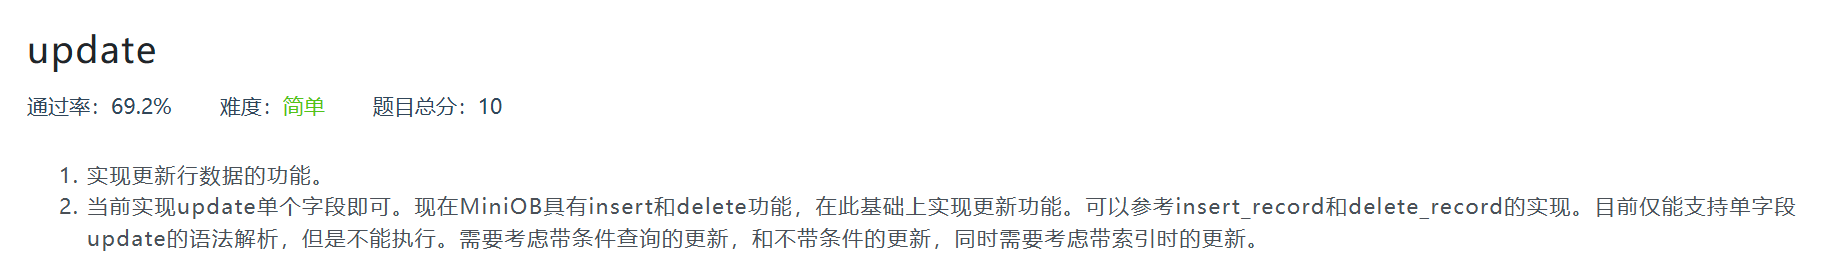 update
通过率：69.2% 难度：简单 题目总分：10
1. 实现更新行数据的功能。
2. 当前实现update单个字段即可。现在MiniOB具有insert和delete功能，在此基础上实现更新功能。可以参考insert_record和delete_record的实现。目前仅能支持单字段
update的语法解析，但是不能执行。需要考虑带条件查询的更新，和不带条件的更新，同时需要考虑带索引时的更新。